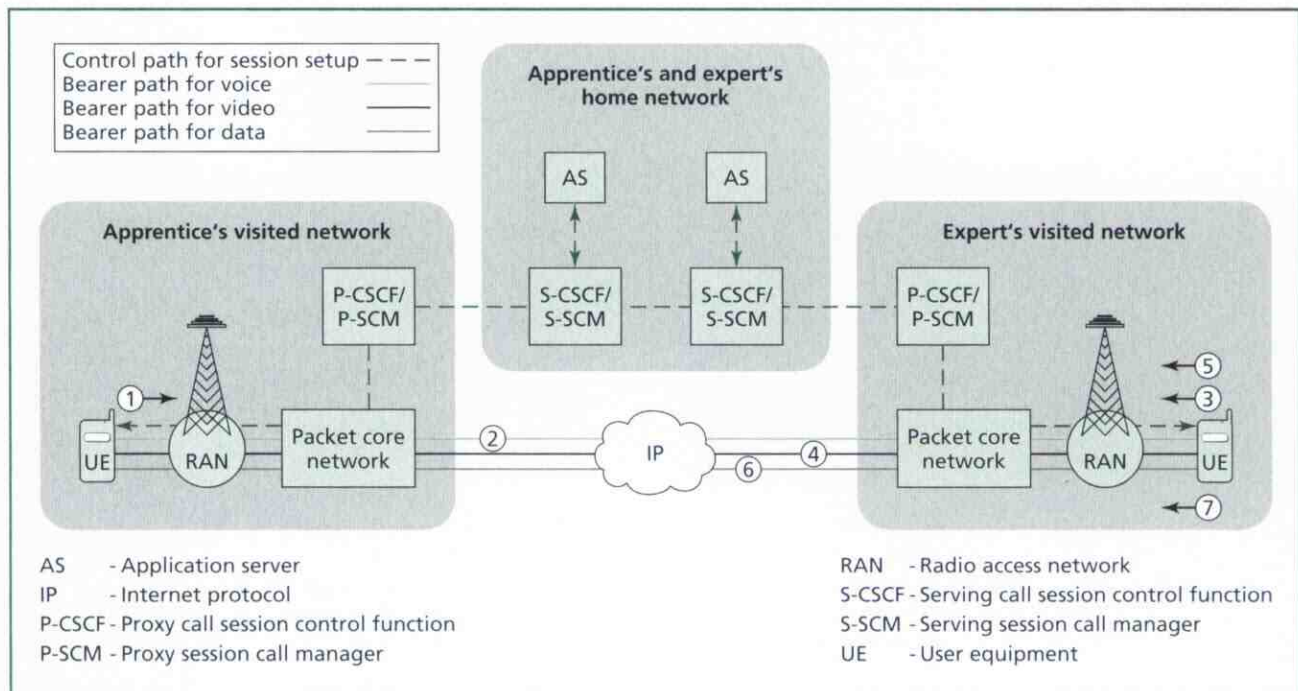 Control path for session setup
Bearer path for voice
Bearer path for video
Bearer path for data
Apprentice's and expert's
home network
AS
AS
S-CSCF/
S-SCM
S-CSCF/
S-SCM
Apprentice's visited network
P-CSCF/
P-SCM
1
UE
RAN
Packet core
network
2
IP
4
6
Expert's visited network
P-CSCF/
P-SCM
5
3
Packet core
network
RAN
UE
7
AS - Application server
IP - Internet protocol
P-CSCF - Proxy call session control function
P-SCM - Proxy session call manager
RAN - Radio access network
S-CSCF - Serving call session control function
S-SCM - Serving session call manager
UE - User equipment